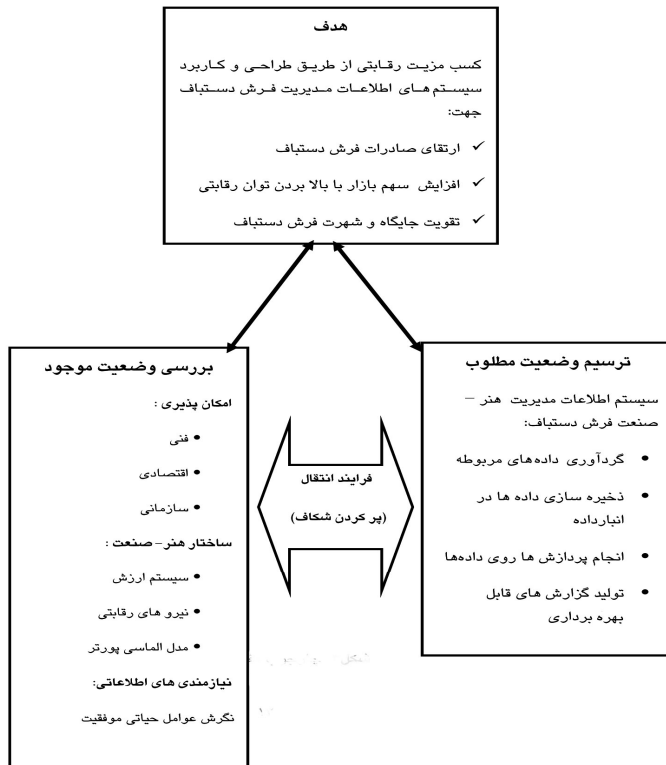 هدف
کسب مزیت رقابتی از طریق طراحی و کاربرد
سیستم های اطلاعات مدیریت فرش دستباف
جهت:
✓ ارتقای صادرات فرش دستباف
✓ افزایش سهم بازار با بالا بردن توان رقابتی
✓ تقویت جایگاه و شهرت فرش دستباف
ترسیم وضعیت مطلوب
سیستم اطلاعات مدیریت هنر –
صنعت فرش دستباف:
• گردآوری داده های مربوطه
• ذخیره سازی داده ها در
انبارداده
• انجام پردازش ها روی داده‌ها
• تولید گزارش های قابل
بهره برداری
فرایند انتقال
(پر کردن شکاف)
بررسی وضعیت موجود
امکان پذیری :
• فنی
• اقتصادی
• سازمانی
ساختار هنر – صنعت :
• سیستم ارزش
• نیرو های رقابتی
• مدل الماسی پورتر
نیازمندی های اطلاعاتی:
نگرش عوامل حیاتی موفقیت